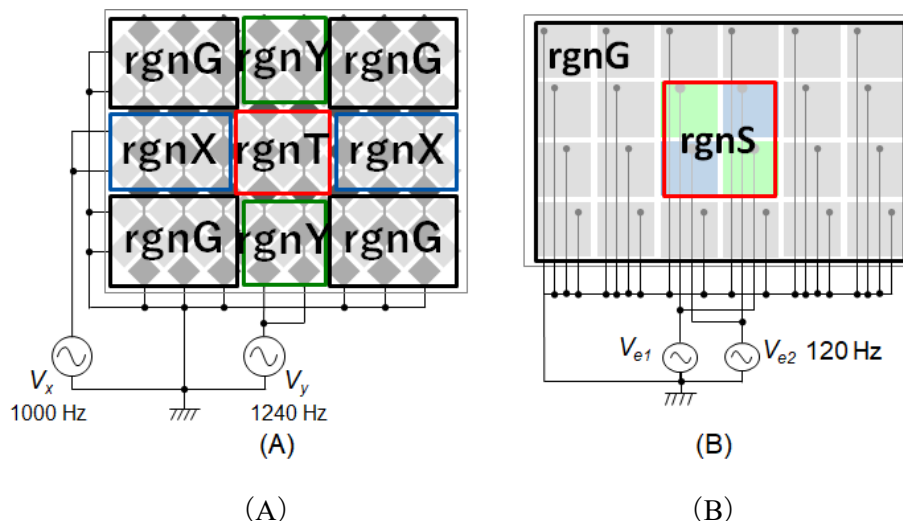 rgnG rgnY rgnG
rgnX rgnT rgnX
rgnG rgnY rgnG
Vx
1000 Hz
Vy
1240 Hz
(A)
rgnG
rgnS
Ve1
Ve2 120 Hz
(B)
（A）
（B）